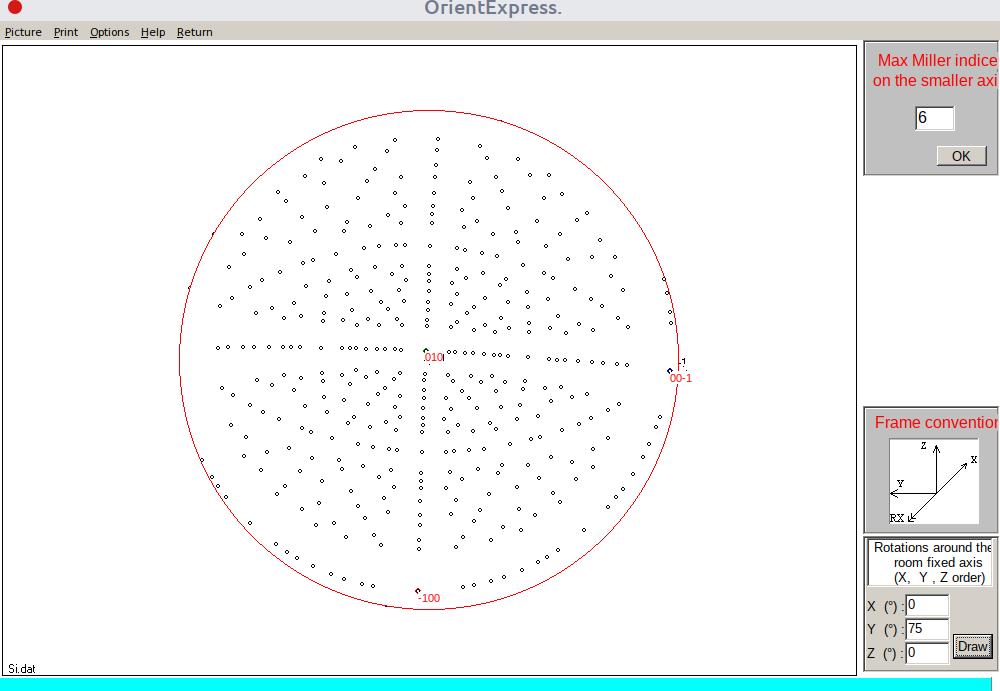 OrientExpress.
Picture Print Options Help Return
Max Miller indice
on the smaller axi
6
OK
010
-1
00-1
-100
Frame convention
Z
X
Y
RX
Rotations around the
room fixed axis
(X, Y , Z order)
X (°) : 0
Y (°) : 75
Z (°) : 0
Draw
Si.dat